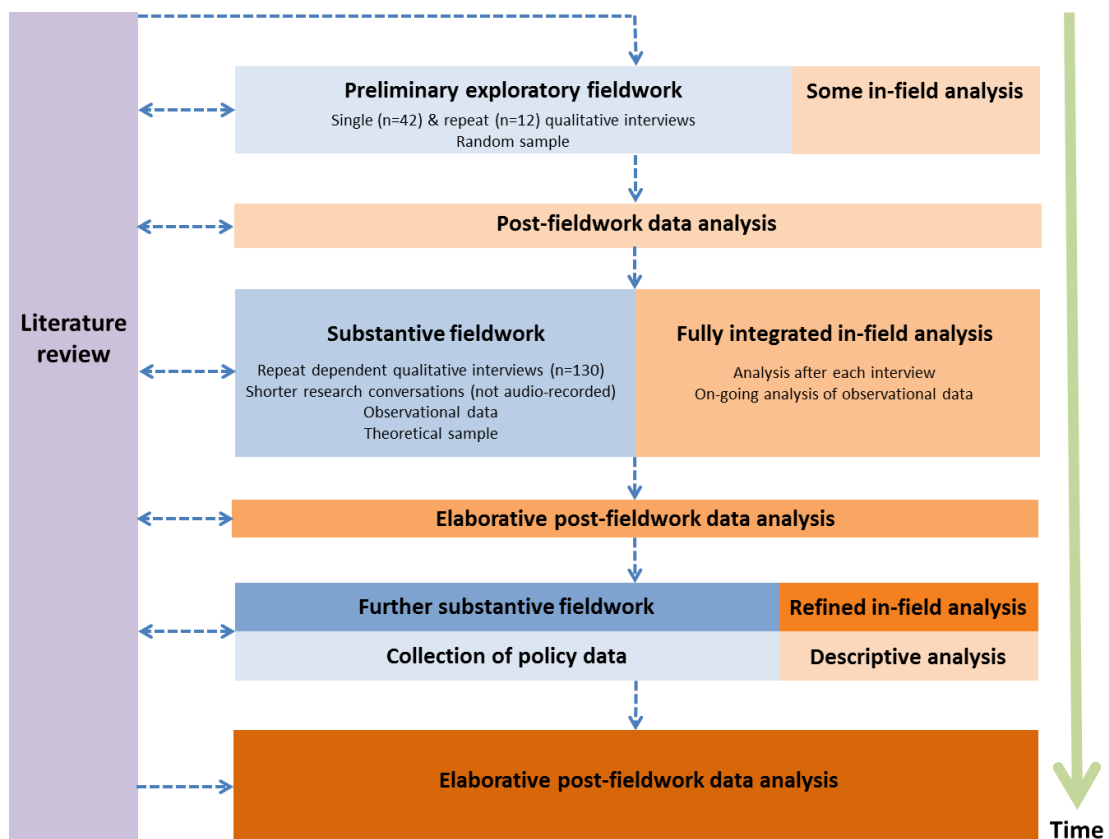 Preliminary exploratory fieldwork
Single (n=42) & repeat (n=12) qualitative interviews
Random sample
Some in-field analysis
Post-fieldwork data analysis
Literature
review
Substantive fieldwork
Repeat dependent qualitative interviews (n=130)
Shorter research conversations (not audio-recorded)
Observational data
Theoretical sample
Fully integrated in-field analysis
Analysis after each interview
On-going analysis of observational data
Elaborative post-fieldwork data analysis
Further substantive fieldwork
Refined in-field analysis
Collection of policy data
Descriptive analysis
Elaborative post-fieldwork data analysis
Time